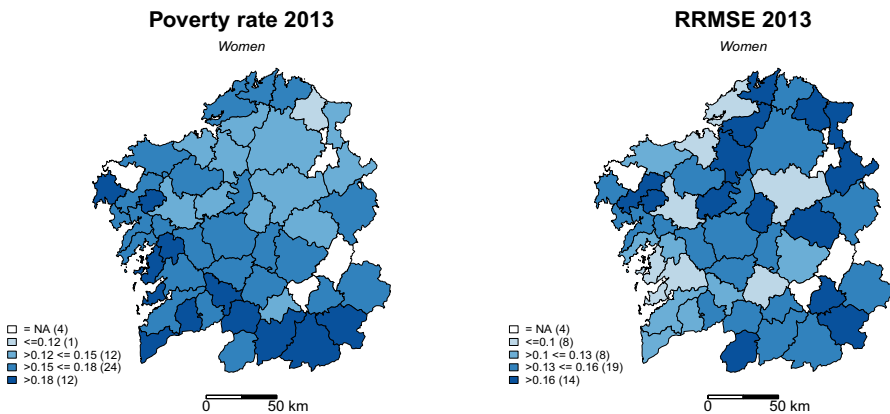 Poverty rate 2013
Women
= NA (4)
<=0.12 (1)
>0.12 <= 0.15 (12)
>0.15 <= 0.18 (24)
>0.18 (12)
0 50 km
RRMSE 2013
Women
= NA (4)
<=0.1 (8)
>0.1 <= 0.13 (8)
>0.13 <= 0.16 (19)
>0.16 (14)
0 50 km